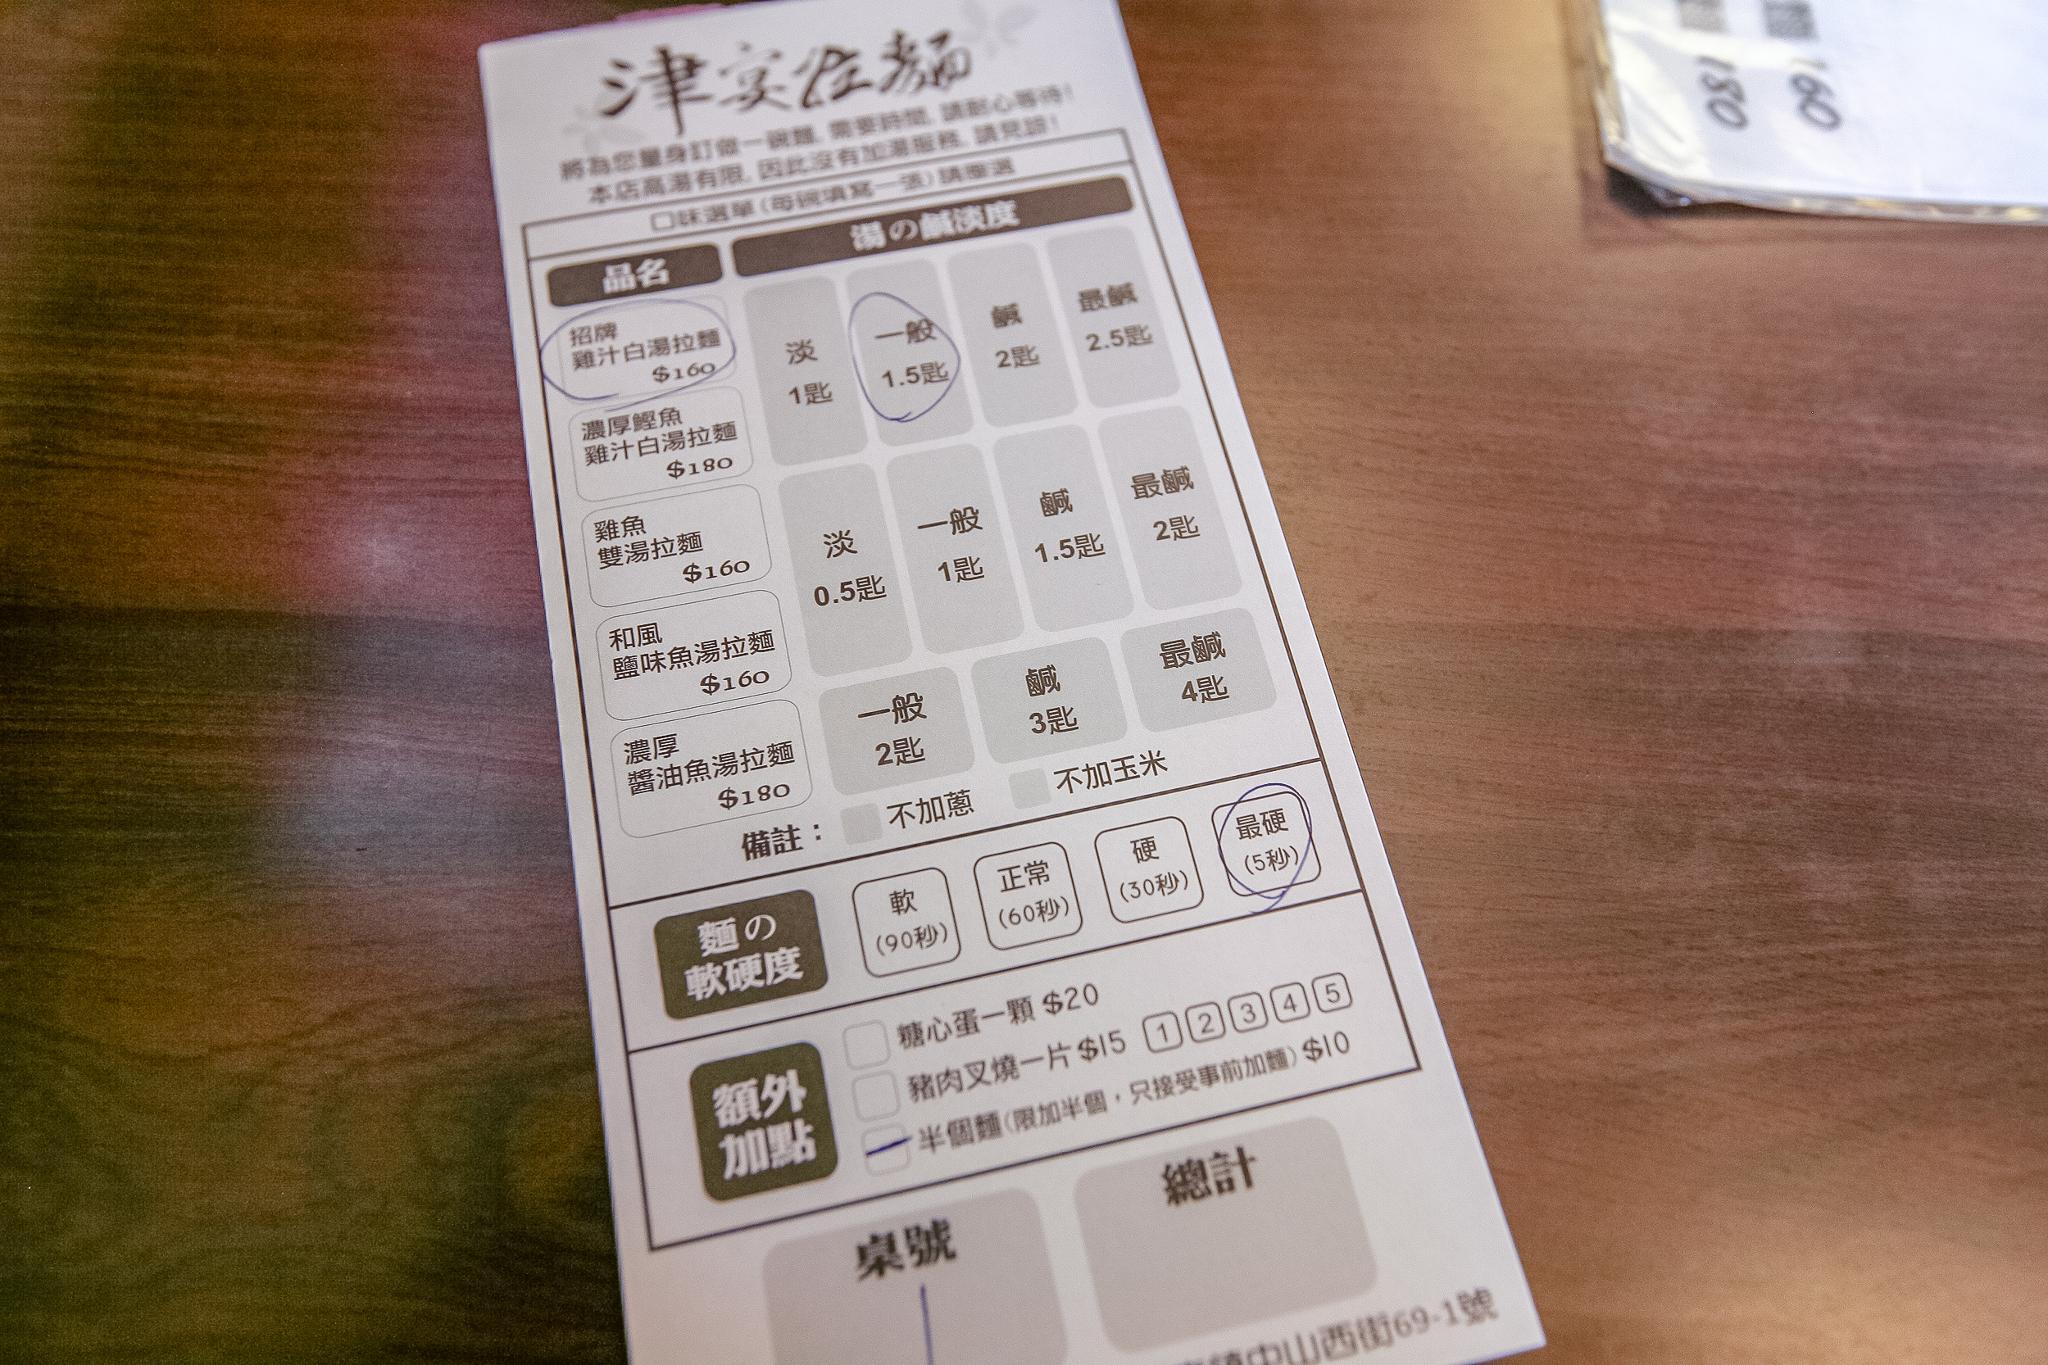 津宴拉麵
將為您量身訂做一碗麵, 需要時間, 請耐心等待!
本店高湯有限, 因此沒有加湯服務, 請見諒!
口味選單(每碗填寫一張)請圈選
品名
湯の鹹淡度
招牌
雞汁白湯拉麵
$160
濃厚鰹魚
雞汁白湯拉麵
$180
淡
1匙
一般
1.5匙
鹹
2匙
最鹹
2.5匙
雞魚
雙湯拉麵
$160
和風
鹽味魚湯拉麵
$160
淡
0.5匙
一般
1匙
鹹
1.5匙
最鹹
2匙
濃厚
醬油魚湯拉麵
$180
一般
2匙
鹹
3匙
最鹹
4匙
備註： 不加蔥 不加玉米
麵の
軟硬度
軟
(90秒)
正常
(60秒)
硬
(30秒)
最硬
(5秒)
額外
加點
糖心蛋一顆 $20
豬肉叉燒一片 $15 1 2 3 4 5
半個麵(限加半個，只接受事前加麵) $10
桌號
總計
中山西街69-1號
180
160